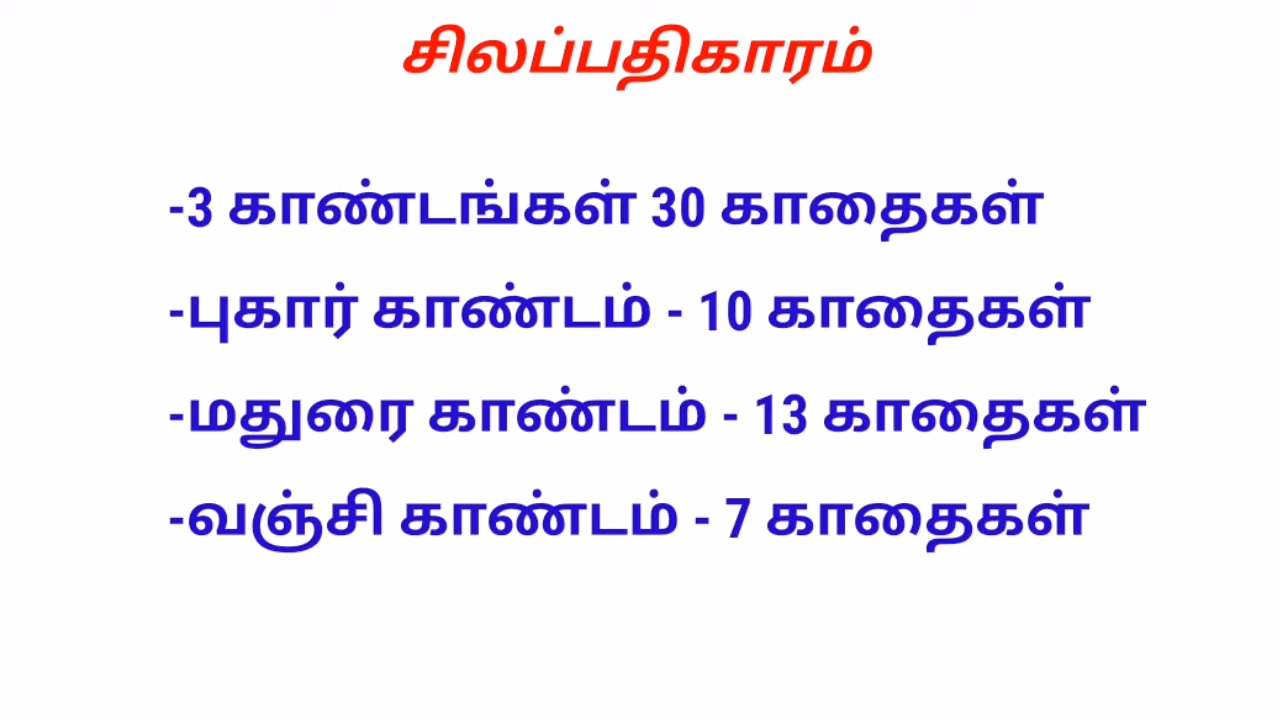 சிலப்பதிகாரம்
-3 காண்டங்கள் 30 காதைகள்
-புகார் காண்டம் - 10 காதைகள்
-மதுரை காண்டம் - 13 காதைகள்
-வஞ்சி காண்டம் - 7 காதைகள்